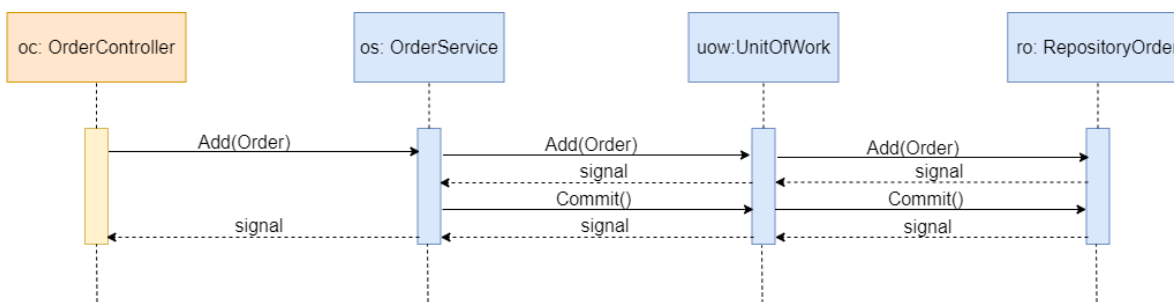 oc: OrderController
os: OrderService
uow:UnitOfWork
ro: RepositoryOrder
Add(Order)
Add(Order)
Add(Order)
signal
signal
Commit()
Commit()
signal
signal
signal